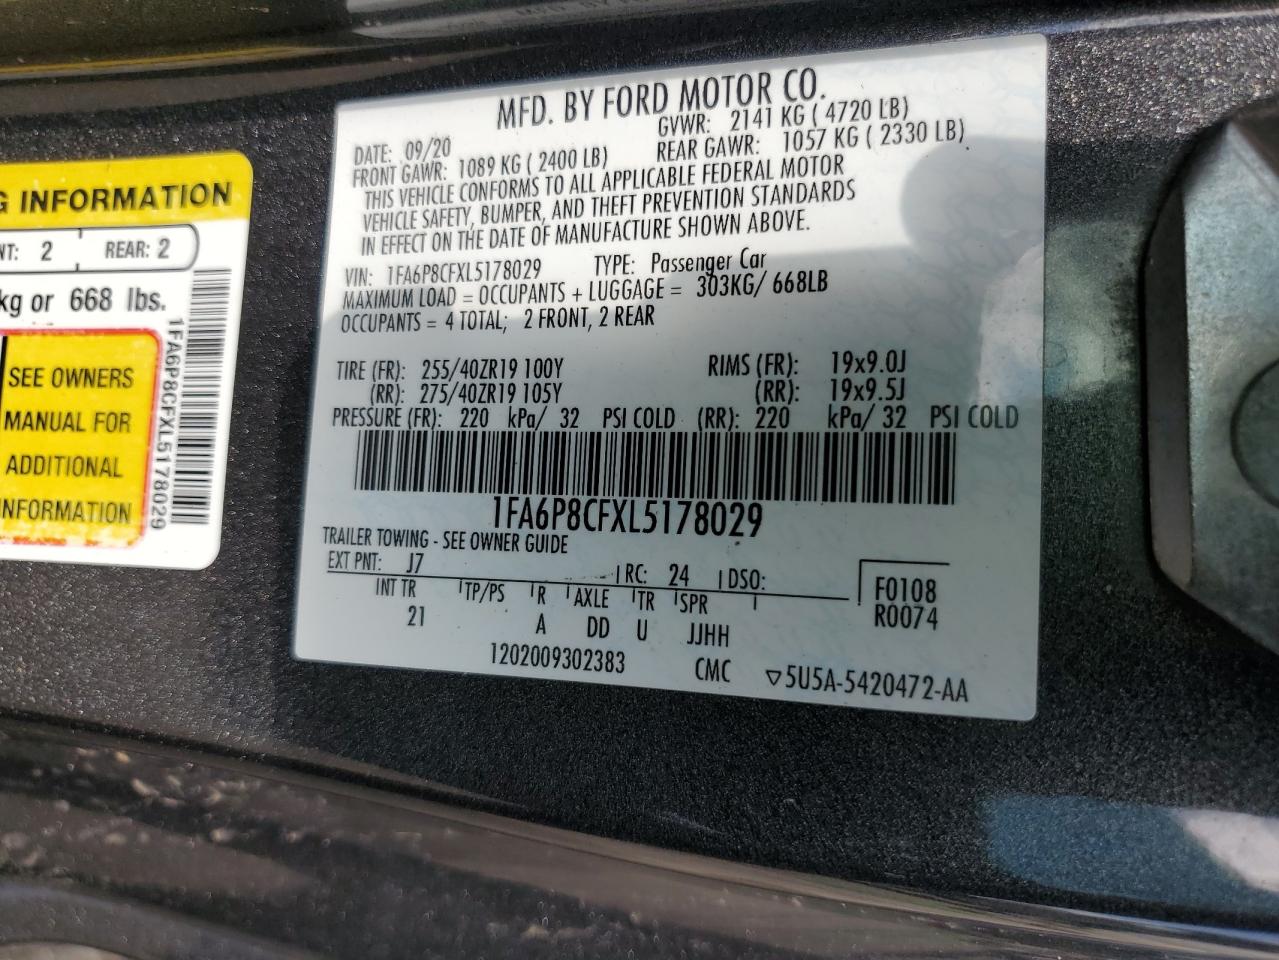 MFD. BY FORD MOTOR CO.
DATE: 09/20 GVWR: 2141 KG ( 4720 LB)
FRONT GAWR: 1089 KG ( 2400 LB) REAR GAWR: 1057 KG ( 2330 LB)
THIS VEHICLE CONFORMS TO ALL APPLICABLE FEDERAL MOTOR
VEHICLE SAFETY, BUMPER, AND THEFT PREVENTION STANDARDS
IN EFFECT ON THE DATE OF MANUFACTURE SHOWN ABOVE.
VIN: 1FA6P8CFXL5178029 TYPE: Passenger Car
MAXIMUM LOAD = OCCUPANTS + LUGGAGE = 303KG/ 668LB
OCCUPANTS = 4 TOTAL; 2 FRONT, 2 REAR
TIRE (FR): 255/40ZR19 100Y RIMS (FR): 19x9.0J
(RR): 275/40ZR19 105Y (RR): 19x9.5J
PRESSURE (FR): 220 kPa/ 32 PSI COLD (RR): 220 kPa/ 32 PSI COLD
1FA6P8CFXL5178029
TRAILER TOWING - SEE OWNER GUIDE
EXT PNT: J7 RC: 24 DSO:
INT TR TP/PS R AXLE TR SPR
21 A DD U JJHH
F0108
R0074
1202009302383 CMC ▽5U5A-5420472-AA
G INFORMATION
NT: 2 REAR: 2
kg or 668 lbs.
SEE OWNERS
MANUAL FOR
ADDITIONAL
INFORMATION
1FA6P8CFXL5178029